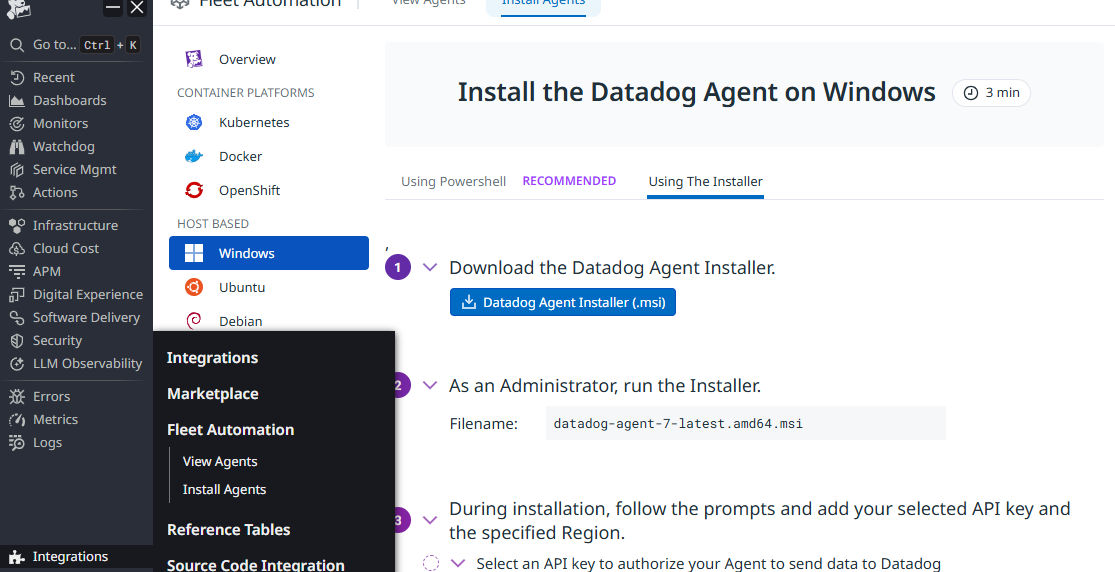 Fleet Automation
View Agents
Install Agents
Go to... Ctrl + K
Recent
Dashboards
Monitors
Watchdog
Service Mgmt
Actions
Infrastructure
Cloud Cost
APM
Digital Experience
Software Delivery
Security
LLM Observability
Errors
Metrics
Logs
Integrations
Overview
CONTAINER PLATFORMS
Kubernetes
Docker
OpenShift
HOST BASED
Windows
Ubuntu
Debian
Integrations
Marketplace
Fleet Automation
View Agents
Install Agents
Reference Tables
Source Code Integration
Install the Datadog Agent on Windows
3 min
Using Powershell RECOMMENDED
Using The Installer
,
1 Download the Datadog Agent Installer.
Datadog Agent Installer (.msi)
2 As an Administrator, run the Installer.
Filename: datadog-agent-7-latest.amd64.msi
3 During installation, follow the prompts and add your selected API key and
the specified Region.
Select an API key to authorize your Agent to send data to Datadog